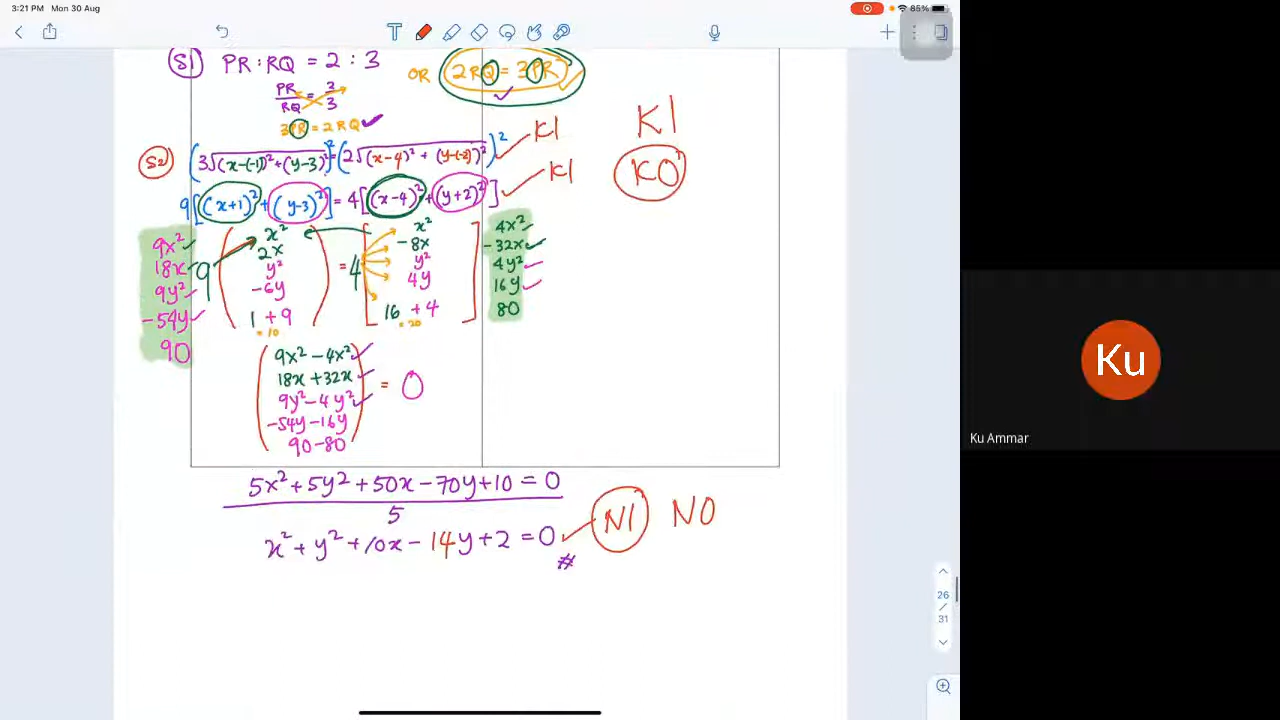 3:21 PM Mon 30 Aug
85%
S1 PR : RQ = 2 : 3
PR/RQ = 2/3
3PR = 2RQ
OR 2RQ = 3PR
S2 (3√(x-(-1))²+(y-3)²)² = (2√(x-4)² + (y-(-2))²)² K1
9[(x+1)² + (y-3)²] = 4[(x-4)² + (y+2)²] K1
K1
K0
9x²
18x
9y²
-54y
90
9 ( x²
2x
y²
-6y
1 + 9 )
= 10
= 4 [ x²
-8x
y²
4y
16 + 4 ]
= 20
4x²
-32x
4y²
16y
80
( 9x² - 4x²
18x + 32x
9y² - 4y²
-54y - 16y
90 - 80 ) = 0
5x² + 5y² + 50x - 70y + 10 = 0
5
x² + y² + 10x - 14y + 2 = 0 #
N1 N0
26
/
31
Ku
Ku Ammar